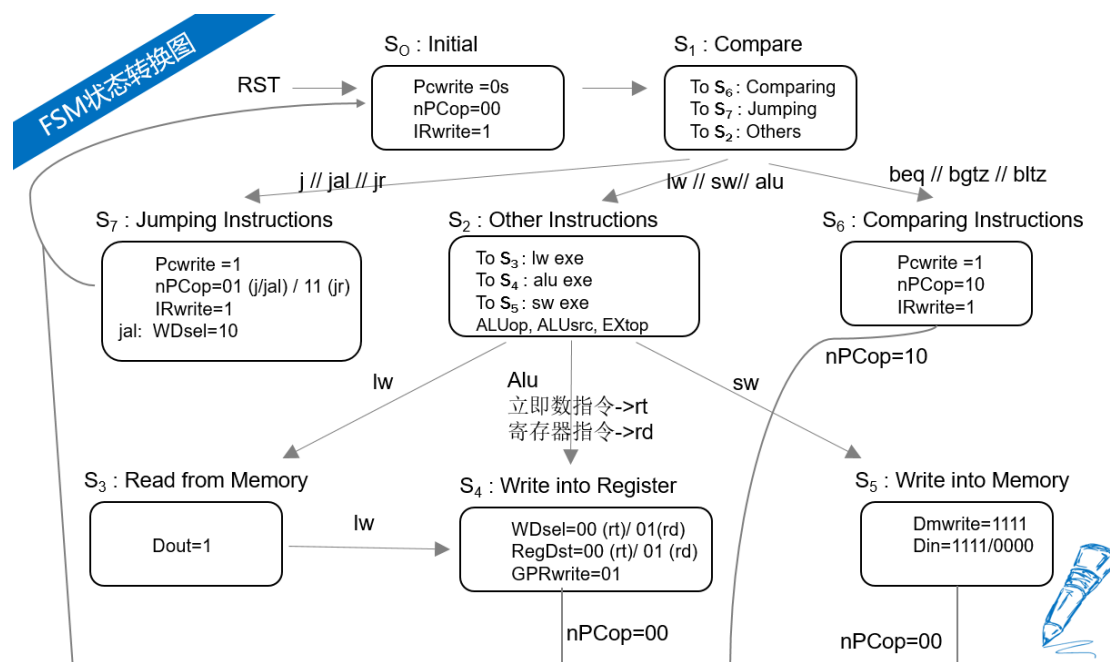 FSM状态转换图
S0 : Initial
S1 : Compare
RST
Pcwrite =0s
nPCop=00
IRwrite=1
To S6 : Comparing
To S7 : Jumping
To S2 : Others
j // jal // jr
lw // sw// alu
beq // bgtz // bltz
S7 : Jumping Instructions
S2 : Other Instructions
S6 : Comparing Instructions
Pcwrite =1
nPCop=01 (j/jal) / 11 (jr)
IRwrite=1
jal: WDsel=10
To S3 : lw exe
To S4 : alu exe
To S5 : sw exe
ALUop, ALUsrc, EXtop
Pcwrite =1
nPCop=10
IRwrite=1
nPCop=10
lw
Alu
立即数指令->rt
寄存器指令->rd
sw
S3 : Read from Memory
S4 : Write into Register
S5 : Write into Memory
Dout=1
lw
WDsel=00 (rt)/ 01(rd)
RegDst=00 (rt)/ 01 (rd)
GPRwrite=01
Dmwrite=1111
Din=1111/0000
nPCop=00
nPCop=00